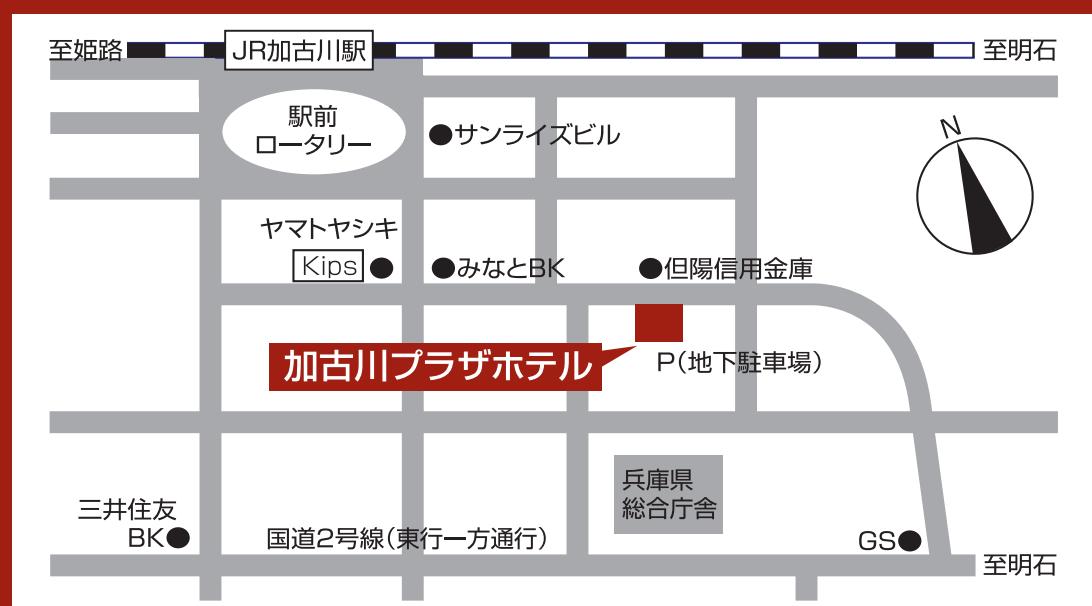 至姫路
JR加古川駅
至明石
駅前
ロータリー
サンライズビル
N
ヤマトヤシキ
Kips
みなとBK
但陽信用金庫
加古川プラザホテル
P(地下駐車場)
兵庫県
総合庁舎
三井住友
BK
国道2号線(東行一方通行)
GS
至明石